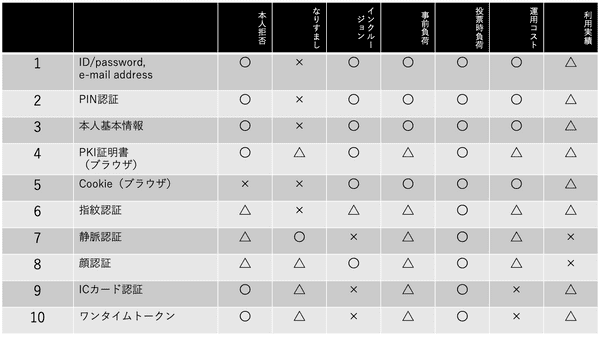 本人拒否 なりすまし インクルージョン 事前負荷 投票時負荷 運用コスト 利用実績
1 ID/password, ○ × ○ ○ ○ ○ △
e-mail address
2 PIN認証 ○ × ○ ○ ○ ○ △
3 本人基本情報 ○ × ○ ○ ○ ○ △
4 PKI証明書 ○ △ ○ △ ○ △ △
（ブラウザ）
5 Cookie（ブラウザ） × × ○ ○ ○ ○ △
6 指紋認証 △ × △ △ ○ △ △
7 静脈認証 △ ○ × △ ○ △ ×
8 顔認証 △ △ ○ △ ○ △ ×
9 ICカード認証 ○ △ × △ ○ × △
10 ワンタイムトークン ○ △ × △ ○ × △